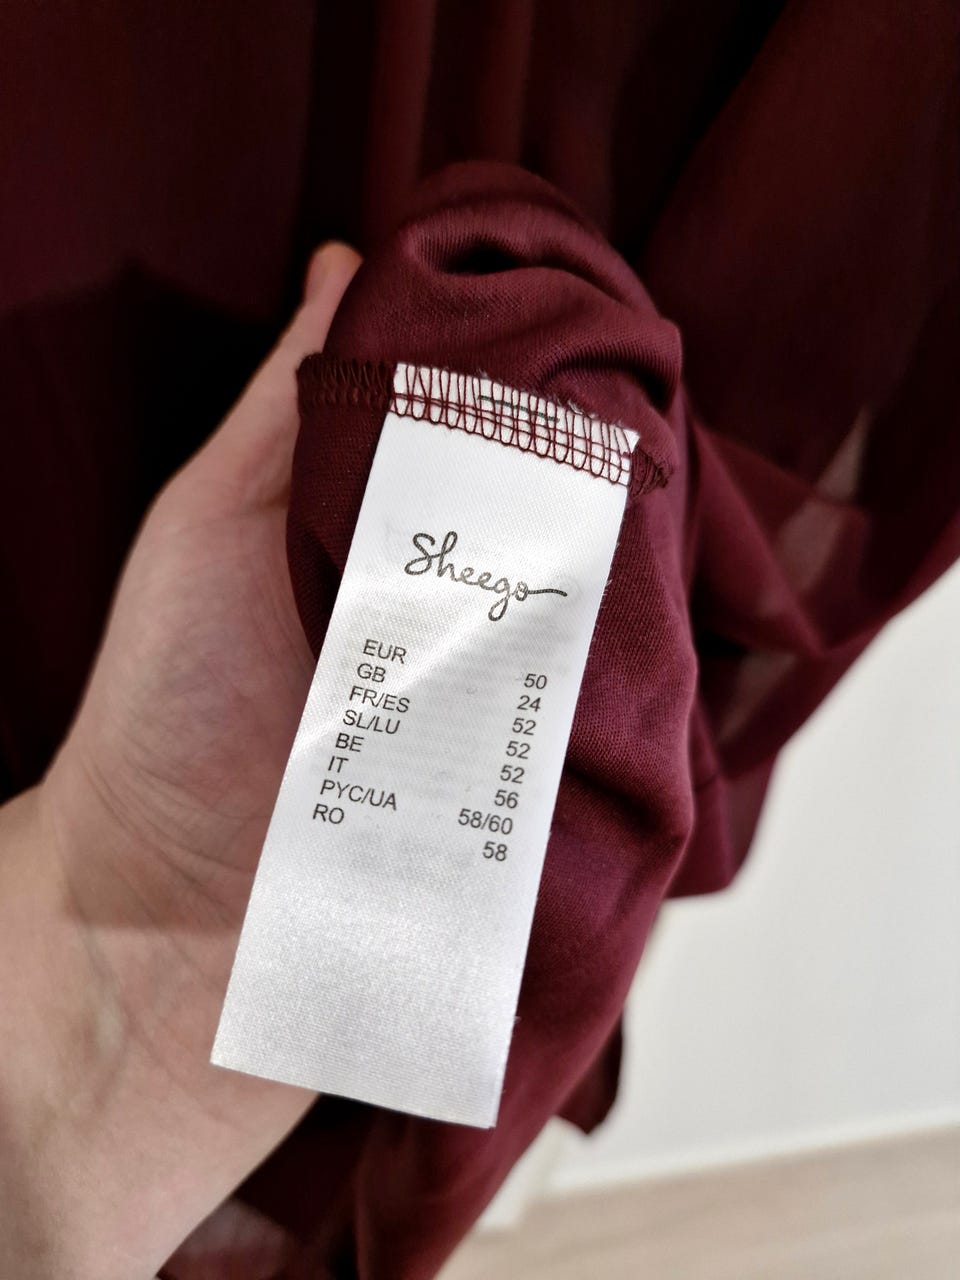 Sheego
EUR 50
GB 24
FR/ES 52
SL/LU 52
BE 52
IT 56
PYC/UA 58/60
RO 58